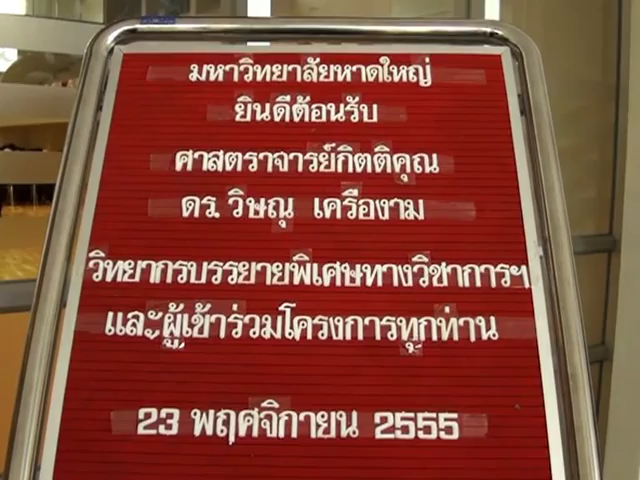 มหาวิทยาลัยหาดใหญ่
ยินดีต้อนรับ
ศาสตราจารย์กิตติคุณ
ดร. วิษณุ เครืองาม
วิทยากรบรรยายพิเศษทางวิชาการฯ
และผู้เข้าร่วมโครงการทุกท่าน
23 พฤศจิกายน 2555